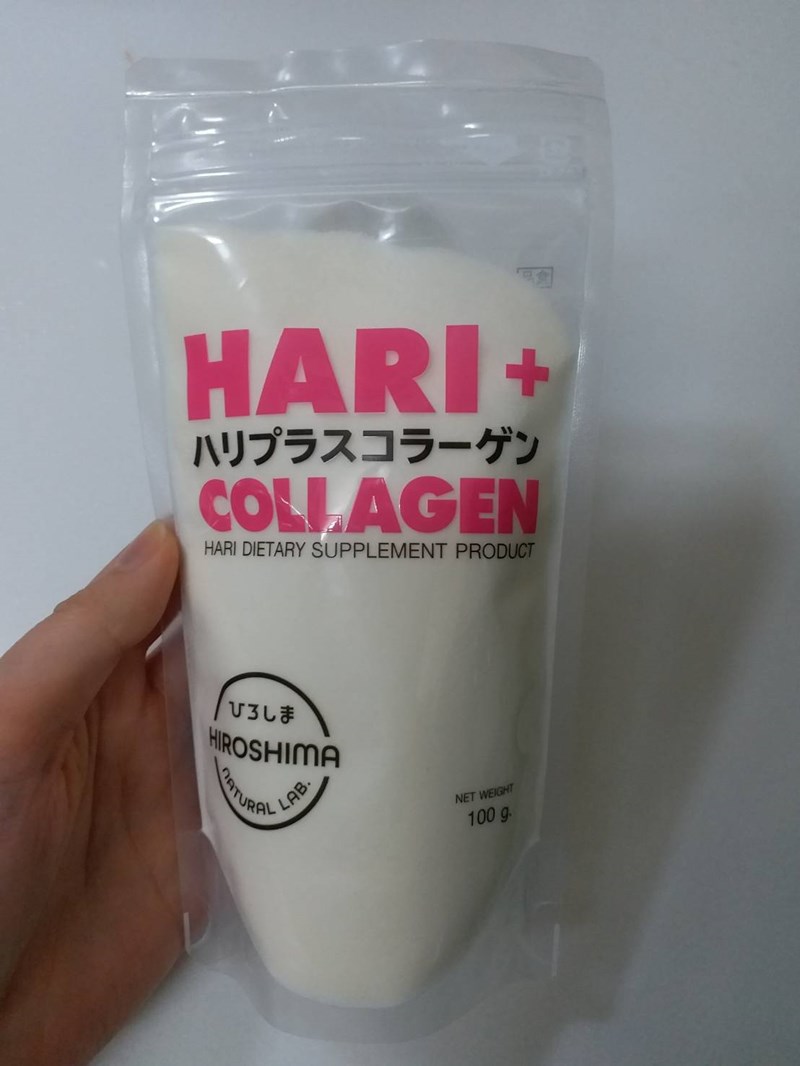 HARI +
ハリプラスコラーゲン
COLLAGEN
HARI DIETARY SUPPLEMENT PRODUCT
ひろしま
HIROSHIMA
NATURAL LAB.
NET WEIGHT
100 g.